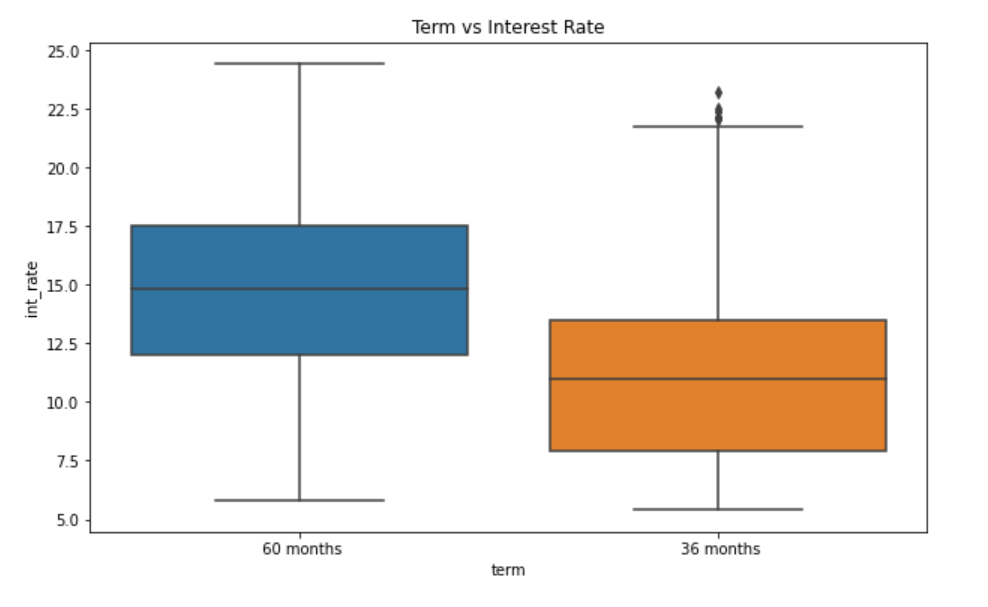 Term vs Interest Rate
25.0
22.5
20.0
17.5
15.0
12.5
10.0
7.5
5.0
int_rate
60 months
36 months
term